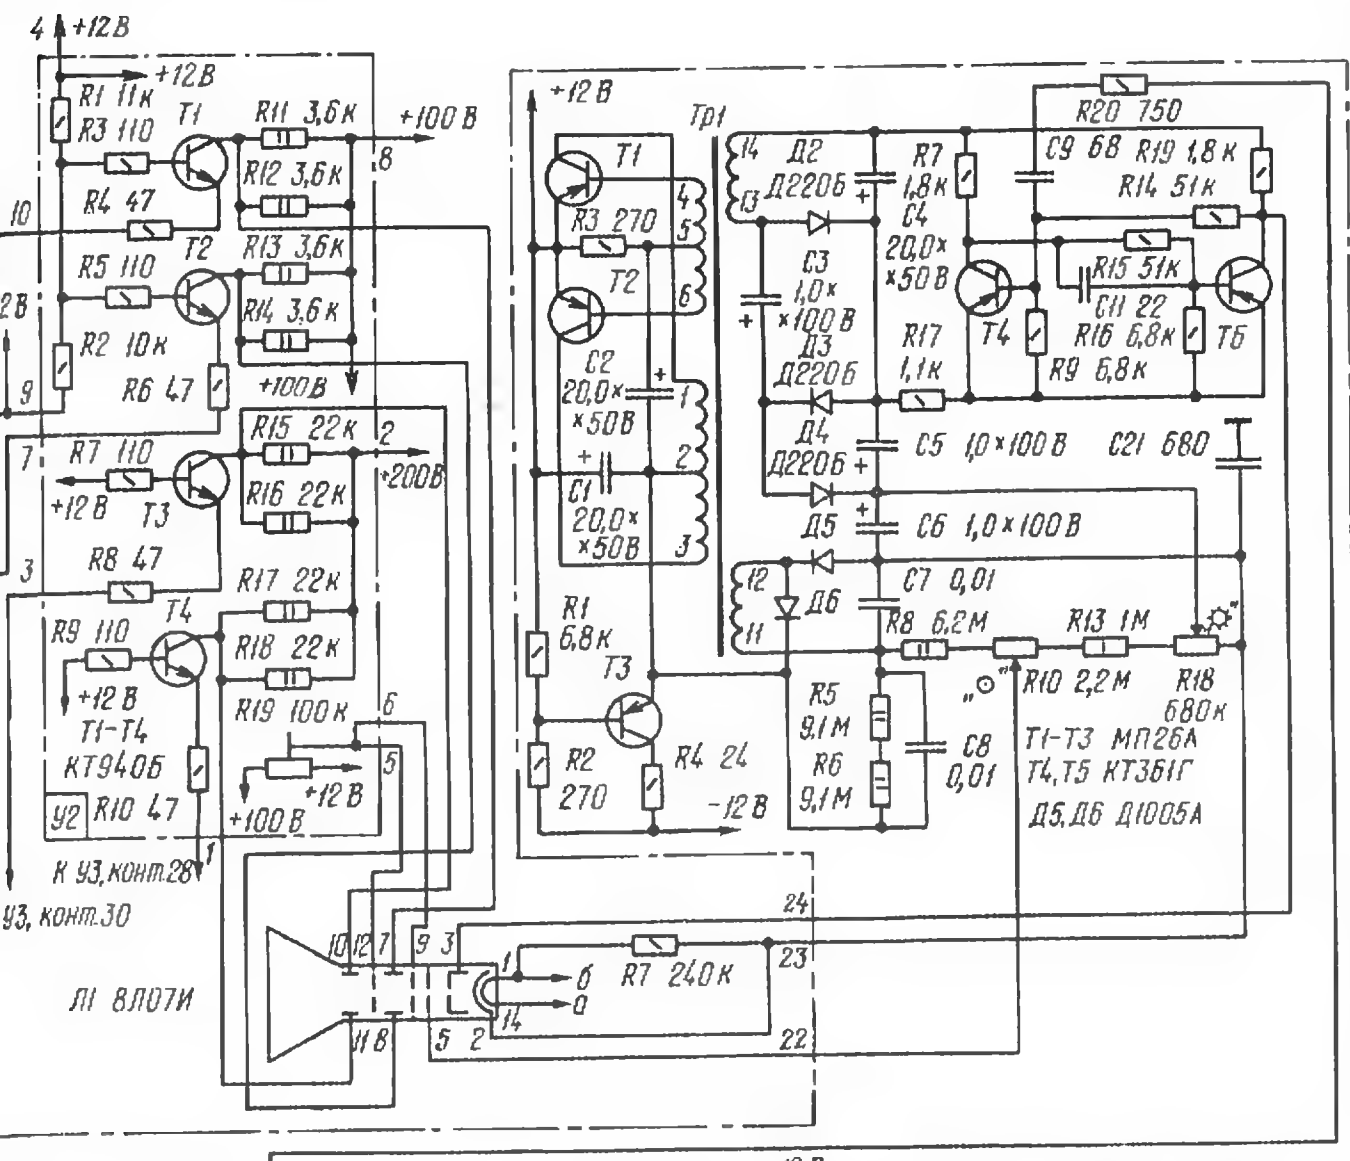 4 +12В
+12В
R1 11к
R3 110
T1
R11 3,6к
+100В
8
R12 3,6к
10
R4 47
T2
R13 3,6к
R5 110
R14 3,6к
2В
R2 10к
9
R6 47
+100В
7
R7 110
R15 22к
2
+200В
+12В
T3
R16 22к
3
R8 47
R17 22к
T4
R9 110
R18 22к
+12В
R19 100к
6
5
T1-T4
КТ940Б
+12В
+100В
У2
R10 47
1
К У3, конт.28
У3, конт.30
+12В
Тр1
T1
4
R3 270
5
T2
6
C2
20,0×
×50В
1
2
C1
20,0×
×50В
3
R1
6,8к
T3
R2
270
R4 24
-12В
14
13
Д2
Д220Б
R7
1,8к
C4
20,0×
×50В
C3
1,0×
×100В
Д3
Д220Б
R17
1,1к
Д4
Д220Б
C5 1,0×100В
Д5
C6 1,0×100В
12
11
Д6
C7 0,01
R8 6,2М
R13 1М
R10 2,2М
R18
680к
R5
9,1М
R6
9,1М
C8
0,01
R20 750
C9 68
R19 1,8к
R14 51к
R15 51к
C11 22
T4
R16 6,8к
T5
R9 6,8к
C21 680
T1-T3 МП26А
T4,T5 КТ361Г
Д5,Д6 Д1005А
24
23
22
10 12 7 9 3
1
R7 240к
б
а
14
Л1 8Л07И
11 8 5 2